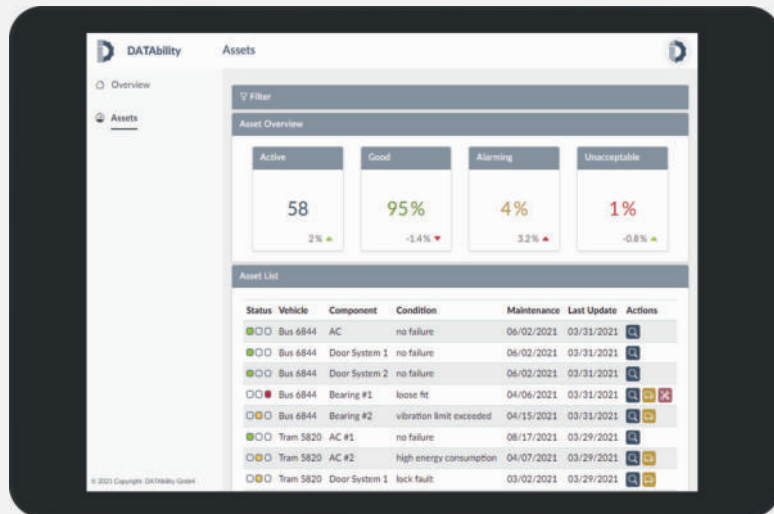 DATAbility
Assets
Overview
Assets
Filter
Asset Overview
Active Good Alarming Unacceptable
58 95% 4% 1%
2% -1.4% 3.2% -0.8%
Asset List
Status Vehicle Component Condition Maintenance Last Update Actions
Bus 6844 AC no failure 06/02/2021 03/31/2021
Bus 6844 Door System 1 no failure 06/02/2021 03/31/2021
Bus 6844 Door System 2 no failure 06/02/2021 03/31/2021
Bus 6844 Bearing #1 loose fit 04/06/2021 03/31/2021
Bus 6844 Bearing #2 vibration limit exceeded 04/15/2021 03/31/2021
Tram 5820 AC #1 no failure 08/17/2021 03/29/2021
Tram 5820 AC #2 high energy consumption 04/07/2021 03/29/2021
Tram 5820 Door System 1 lock fault 03/02/2021 03/29/2021
© 2021 Copyright: DATAbility GmbH